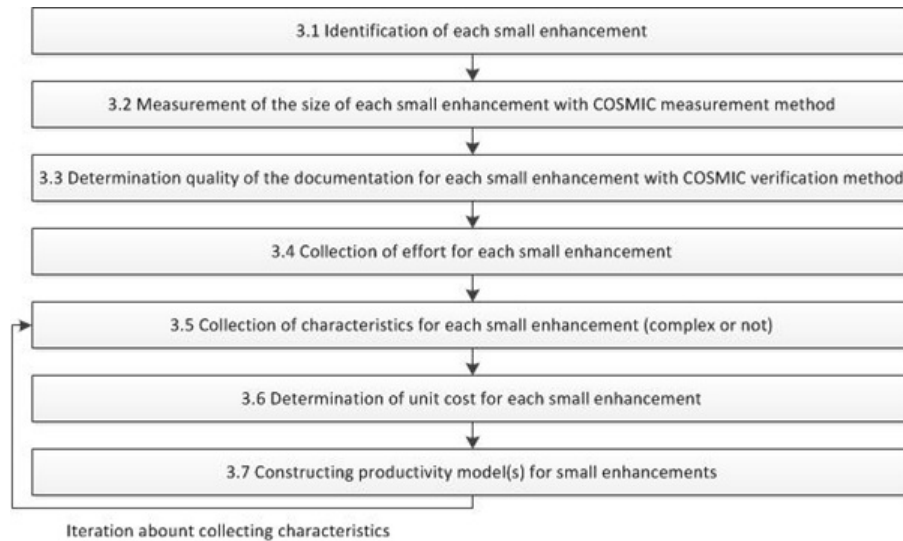 3.1 Identification of each small enhancement
3.2 Measurement of the size of each small enhancement with COSMIC measurement method
3.3 Determination quality of the documentation for each small enhancement with COSMIC verification method
3.4 Collection of effort for each small enhancement
3.5 Collection of characteristics for each small enhancement (complex or not)
3.6 Determination of unit cost for each small enhancement
3.7 Constructing productivity model(s) for small enhancements
Iteration abount collecting characteristics